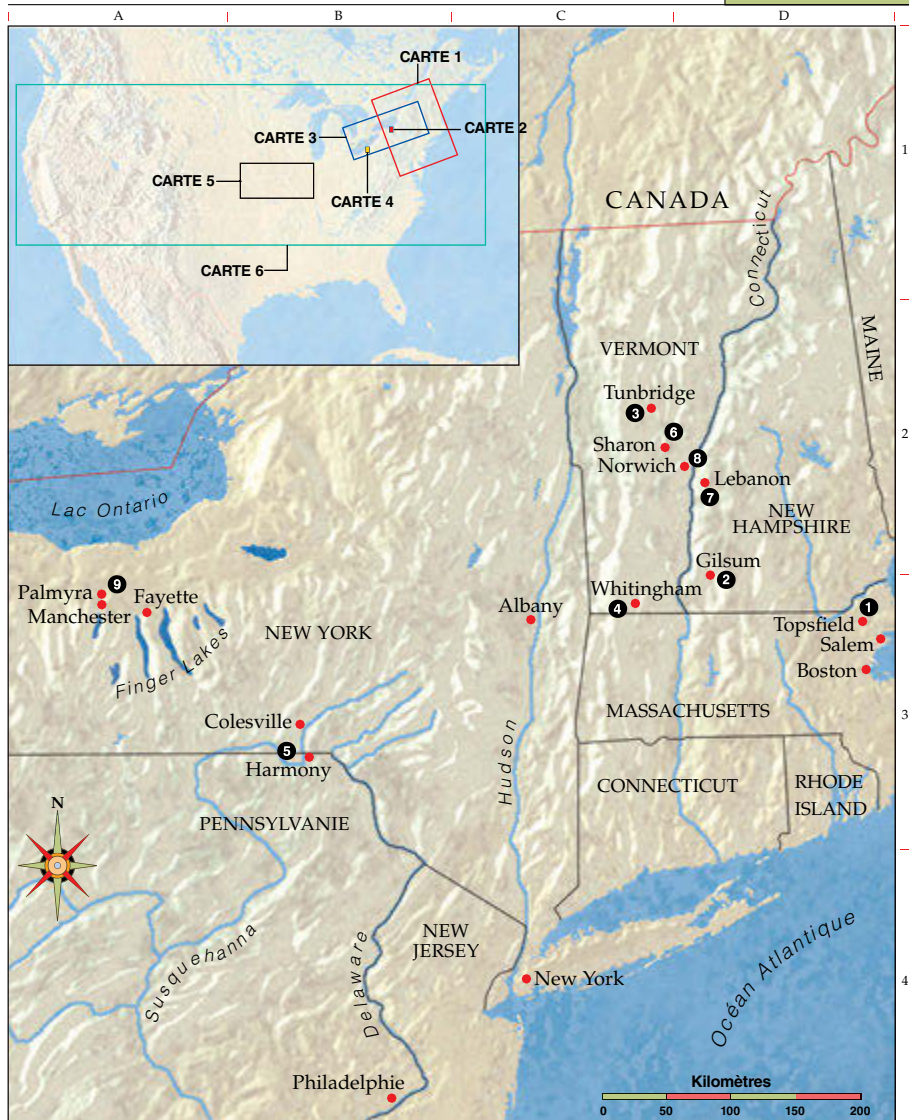 A
B
C
D
CARTE 1
CARTE 3
CARTE 2
CARTE 5
CARTE 4
CARTE 6
1
CANADA
Connecticut
MAINE
VERMONT
Tunbridge
3
6
2
Sharon
8
Norwich
Lebanon
7
Lac Ontario
NEW
HAMPSHIRE
Gilsum
2
9
Palmyra
Fayette
Manchester
Whitingham
4
Albany
1
Topsfield
Salem
Boston
NEW YORK
Finger Lakes
3
MASSACHUSETTS
Colesville
5
Harmony
Hudson
CONNECTICUT
RHODE
ISLAND
N
PENNSYLVANIE
Susquehanna
Delaware
NEW
JERSEY
New York
Océan Atlantique
4
Philadelphie
Kilomètres
0 50 100 150 200